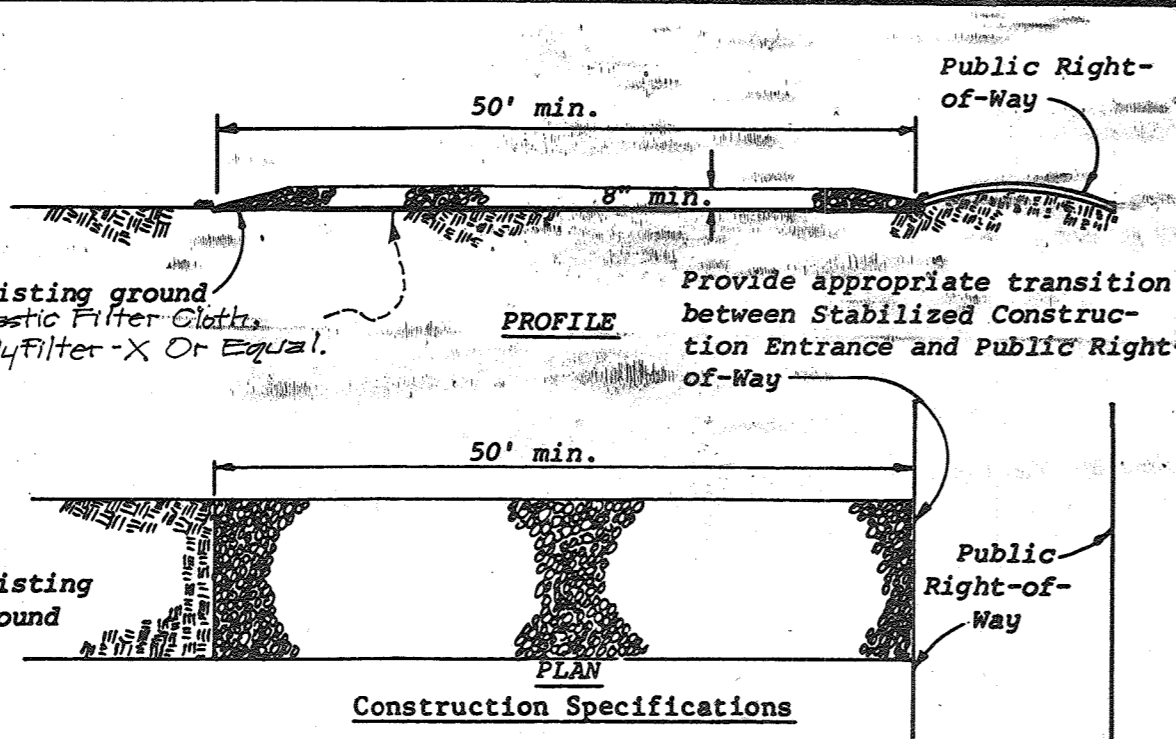 Public Right-
of-Way
50' min.
8" min.
isting ground
stic Filter Cloth,
yFilter-X Or Equal.
PROFILE
Provide appropriate transition
between Stabilized Construc-
tion Entrance and Public Right-
of-Way
50' min.
isting
ound
Public
Right-of-
Way
PLAN
Construction Specifications